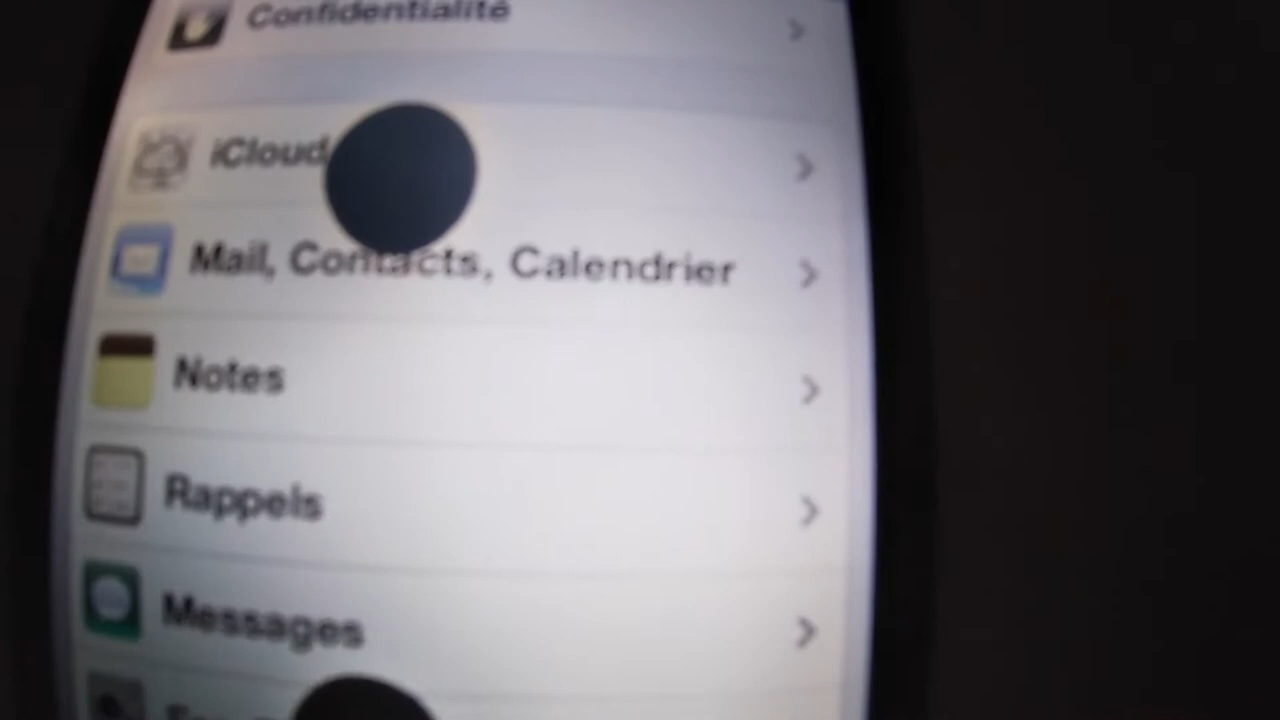 Confidentialité
iCloud
Mail, Contacts, Calendrier
Notes
Rappels
Messages